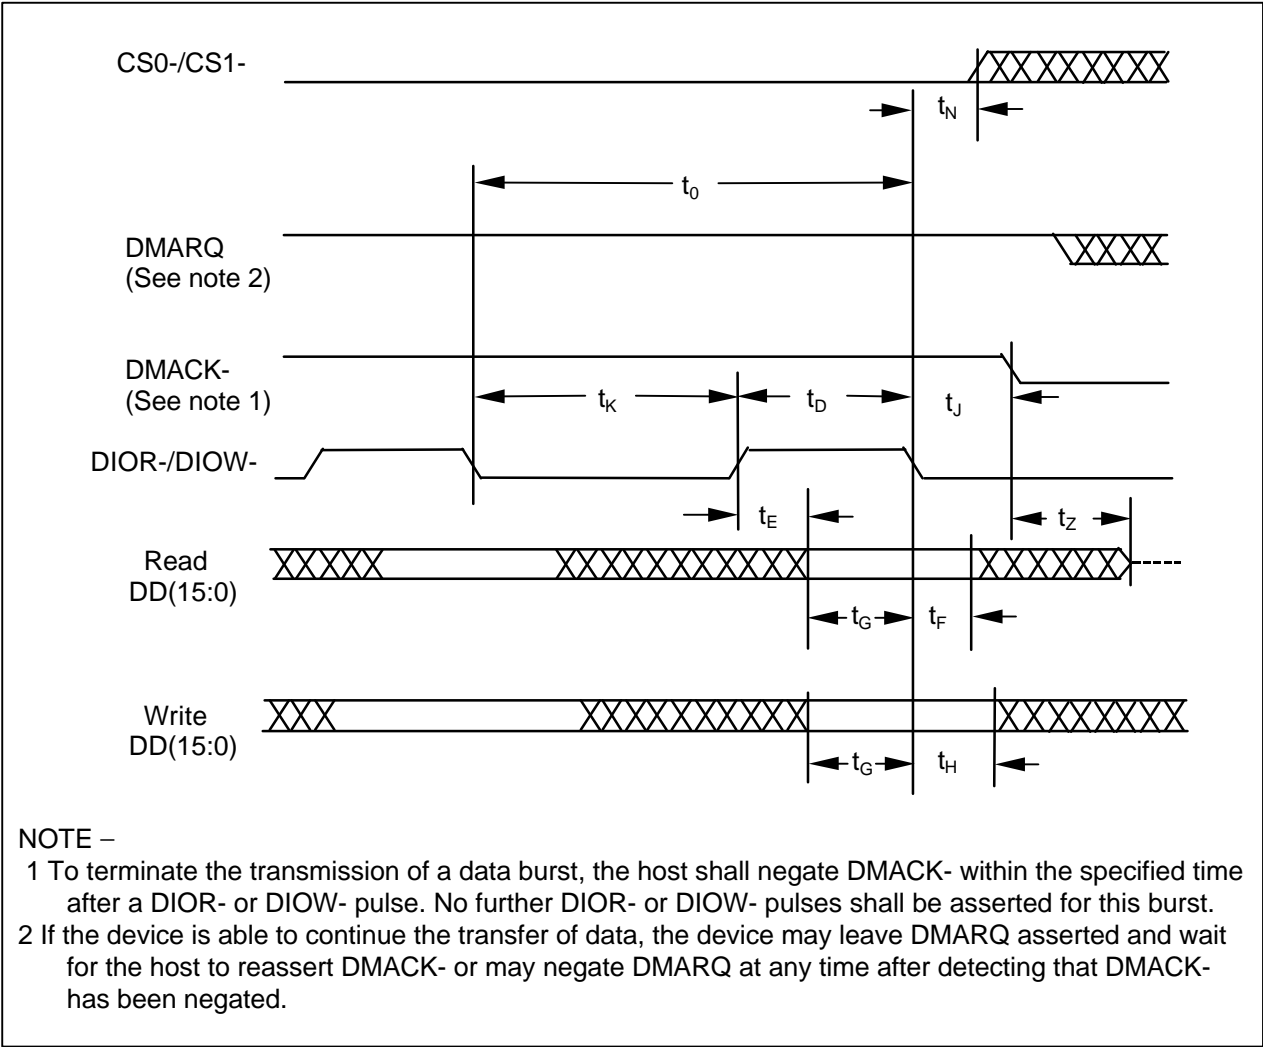 CS0-/CS1-
tN
t0
DMARQ
(See note 2)
DMACK-
(See note 1)
tK
tD
tJ
DIOR-/DIOW-
tE
tZ
Read
DD(15:0)
tG
tF
Write
DD(15:0)
tG
tH
NOTE –
1 To terminate the transmission of a data burst, the host shall negate DMACK- within the specified time
after a DIOR- or DIOW- pulse. No further DIOR- or DIOW- pulses shall be asserted for this burst.
2 If the device is able to continue the transfer of data, the device may leave DMARQ asserted and wait
for the host to reassert DMACK- or may negate DMARQ at any time after detecting that DMACK-
has been negated.